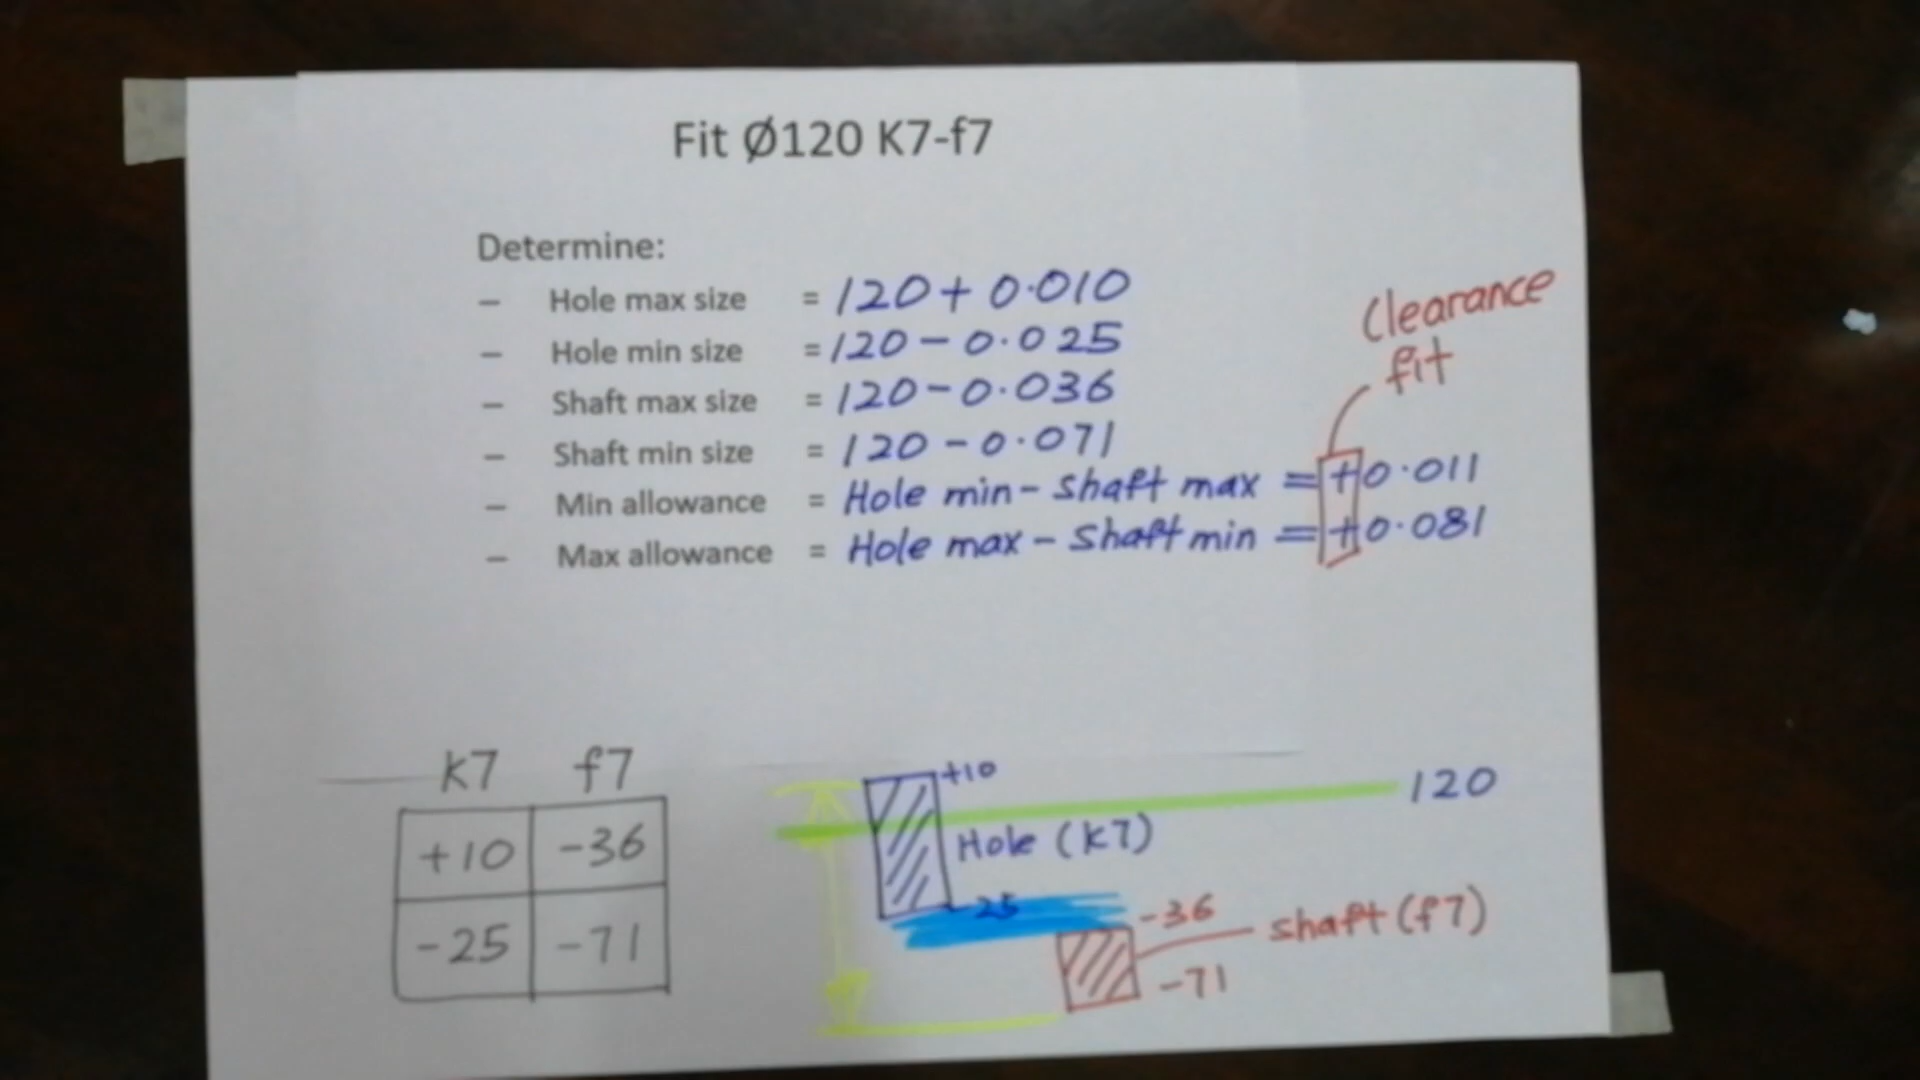 Fit Ø120 K7-f7
Determine:
– Hole max size = 120 + 0.010
– Hole min size = 120 - 0.025
– Shaft max size = 120 - 0.036
– Shaft min size = 120 - 0.071
– Min allowance = Hole min - Shaft max = +0.011
– Max allowance = Hole max - Shaft min = +0.081
Clearance
fit
K7 f7
+10 -36
-25 -71
+10
120
Hole (K7)
-25
-36
shaft (f7)
-71